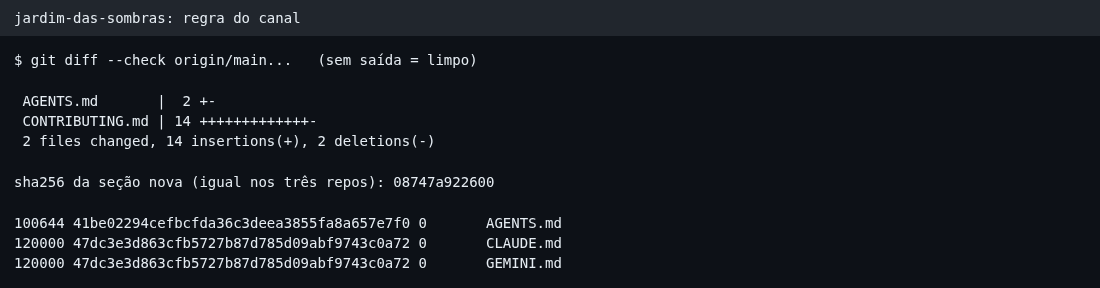 jardim-das-sombras: regra do canal
$ git diff --check origin/main...   (sem saída = limpo)
 AGENTS.md       |  2 +-
 CONTRIBUTING.md | 14 +++++++++++++-
 2 files changed, 14 insertions(+), 2 deletions(-)
sha256 da seção nova (igual nos três repos): 08747a922600
100644 41be02294cefbcfda36c3deea3855fa8a657e7f0 0       AGENTS.md
120000 47dc3e3d863cfb5727b87d785d09abf9743c0a72 0       CLAUDE.md
120000 47dc3e3d863cfb5727b87d785d09abf9743c0a72 0       GEMINI.md